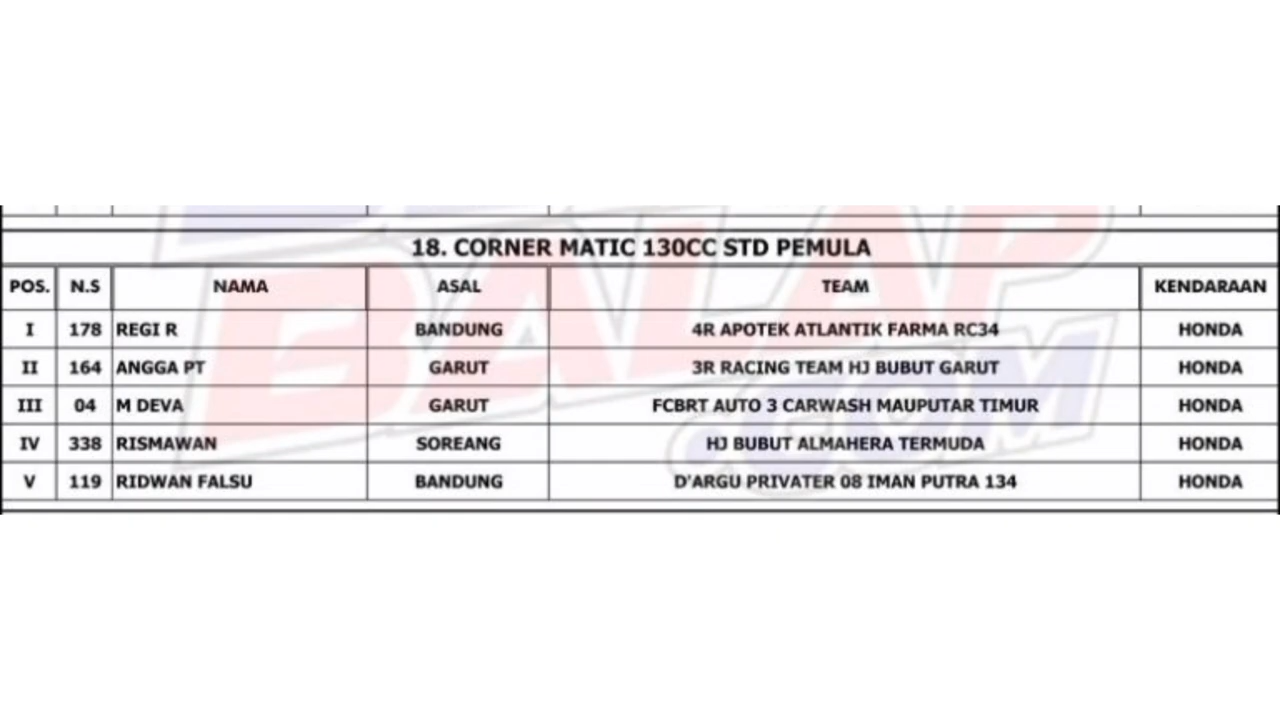 18. CORNER MATIC 130CC STD PEMULA
POS. N.S NAMA ASAL TEAM KENDARAAN
I 178 REGI R BANDUNG 4R APOTEK ATLANTIK FARMA RC34 HONDA
II 164 ANGGA PT GARUT 3R RACING TEAM HJ BUBUT GARUT HONDA
III 04 M DEVA GARUT FCBRT AUTO 3 CARWASH MAUPUTAR TIMUR HONDA
IV 338 RISMAWAN SOREANG HJ BUBUT ALMAHERA TERMUDA HONDA
V 119 RIDWAN FALSU BANDUNG D'ARGU PRIVATER 08 IMAN PUTRA 134 HONDA
BALAP
.COM